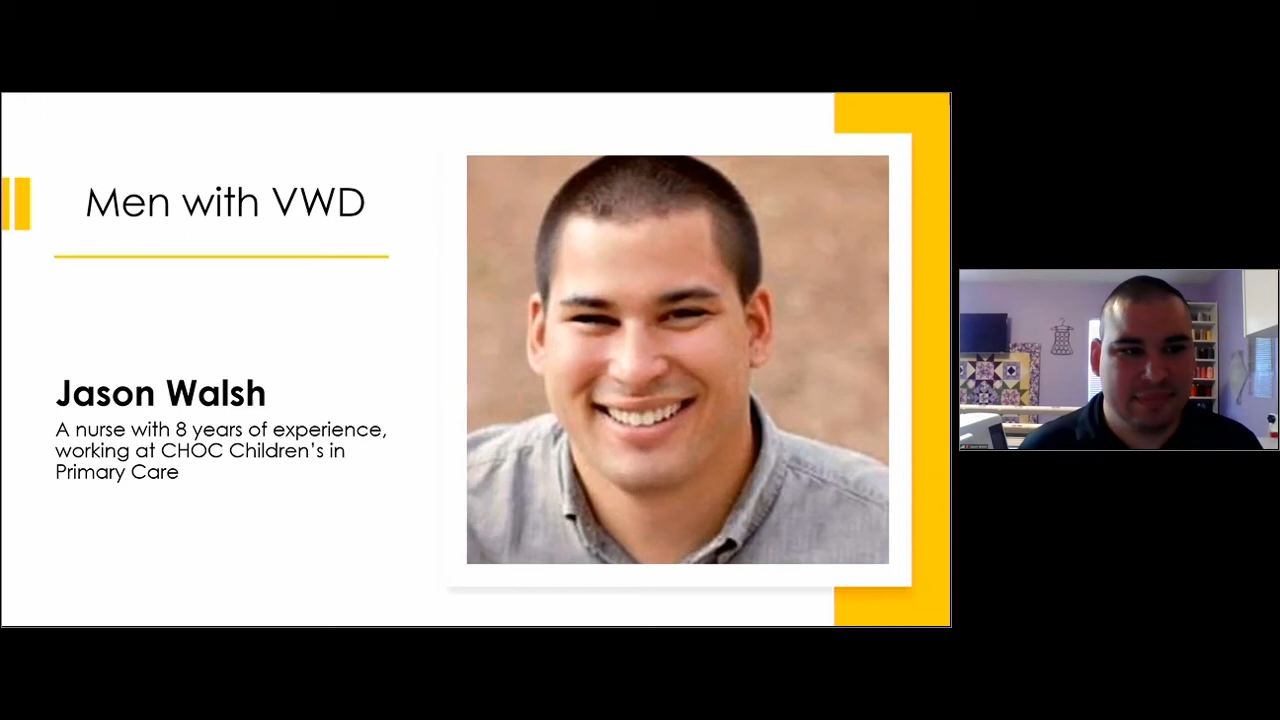 Men with VWD
Jason Walsh
A nurse with 8 years of experience,
working at CHOC Children's in
Primary Care